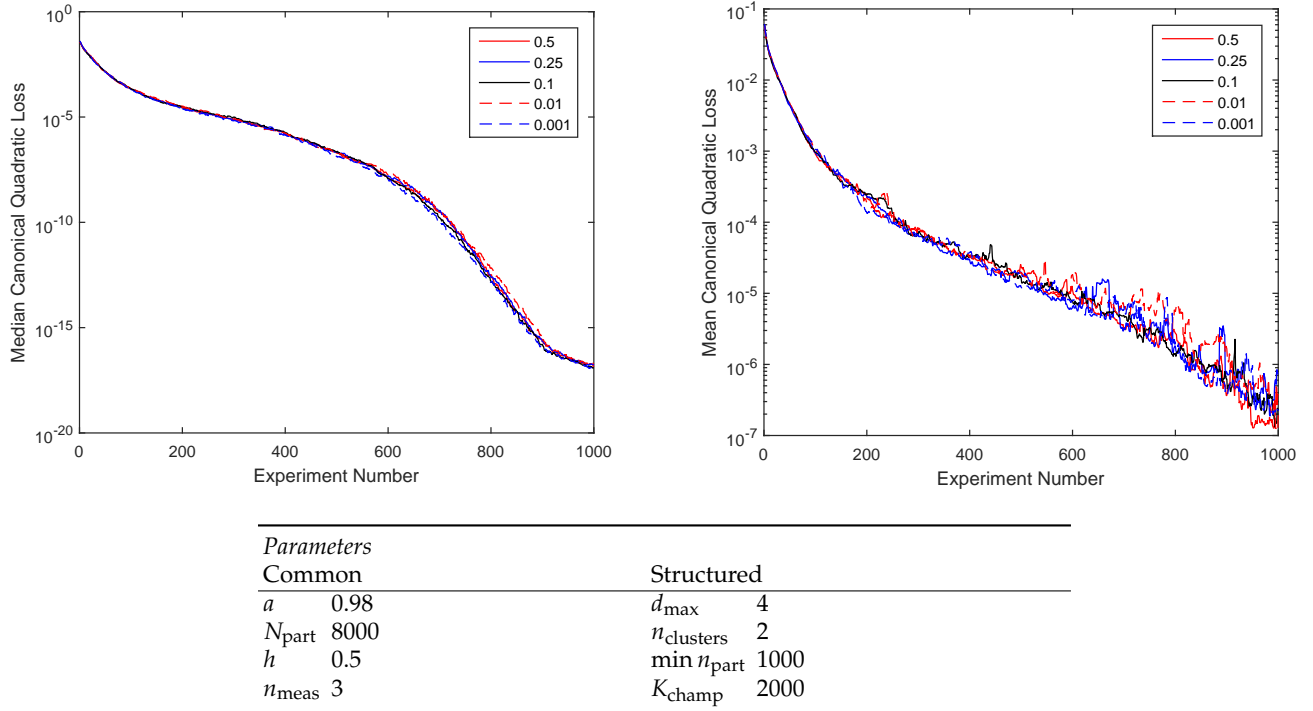 10^0
10^-5
10^-10
10^-15
10^-20
0 200 400 600 800 1000
Experiment Number
Median Canonical Quadratic Loss
0.5
0.25
0.1
0.01
0.001
10^-1
10^-2
10^-3
10^-4
10^-5
10^-6
10^-7
0 200 400 600 800 1000
Experiment Number
Mean Canonical Quadratic Loss
0.5
0.25
0.1
0.01
0.001
Parameters
Common Structured
a 0.98 d_max 4
N_part 8000 n_clusters 2
h 0.5 min n_part 1000
n_meas 3 K_champ 2000